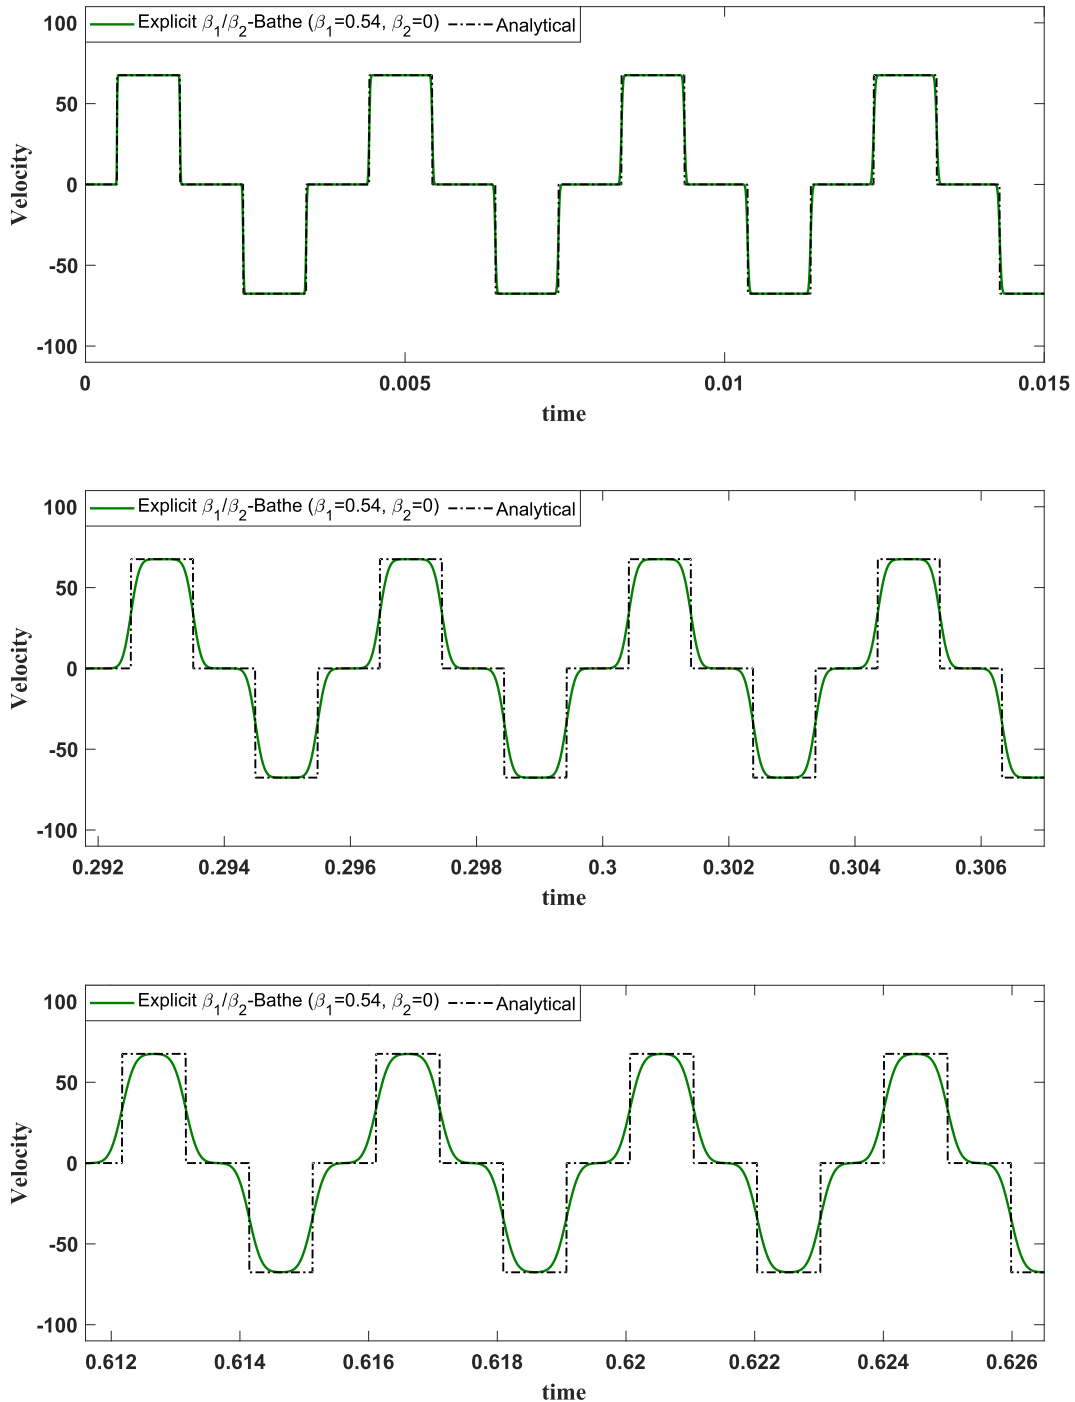 Explicit β1/β2-Bathe (β1=0.54, β2=0) Analytical
100
50
0
-50
-100
Velocity
0 0.005 0.01 0.015
time
Explicit β1/β2-Bathe (β1=0.54, β2=0) Analytical
100
50
0
-50
-100
Velocity
0.292 0.294 0.296 0.298 0.3 0.302 0.304 0.306
time
Explicit β1/β2-Bathe (β1=0.54, β2=0) Analytical
100
50
0
-50
-100
Velocity
0.612 0.614 0.616 0.618 0.62 0.622 0.624 0.626
time